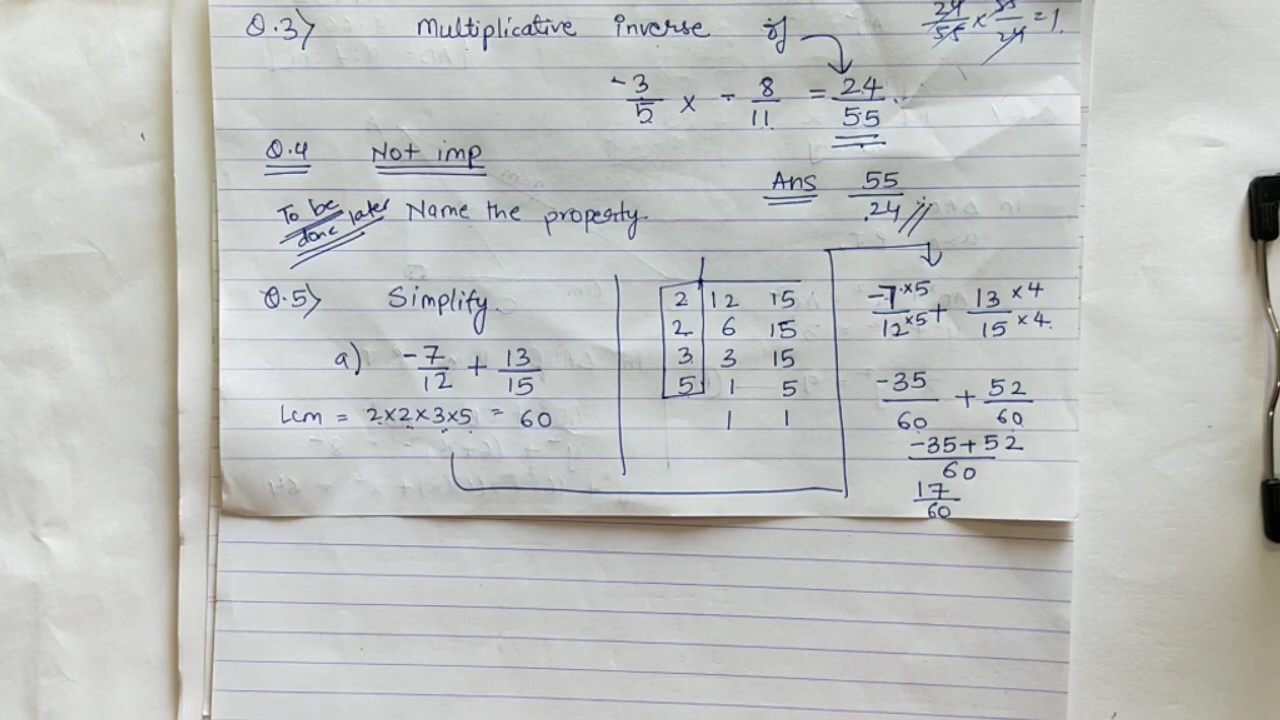 Q.3) Multiplicative inverse of 24/55 × 55/24 = 1.
-3/5 × -8/11 = 24/55.
Q.4 Not imp
Ans 55/24 //
To be done later Name the property.
Q.5) Simplify.
a) -7/12 + 13/15
Lcm = 2×2×3×5 = 60
2 | 12 15
2 | 6 15
3 | 3 15
5 | 1 5
1 1
-7×5/12×5 + 13×4/15×4
-35/60 + 52/60
-35+52/60
17/60